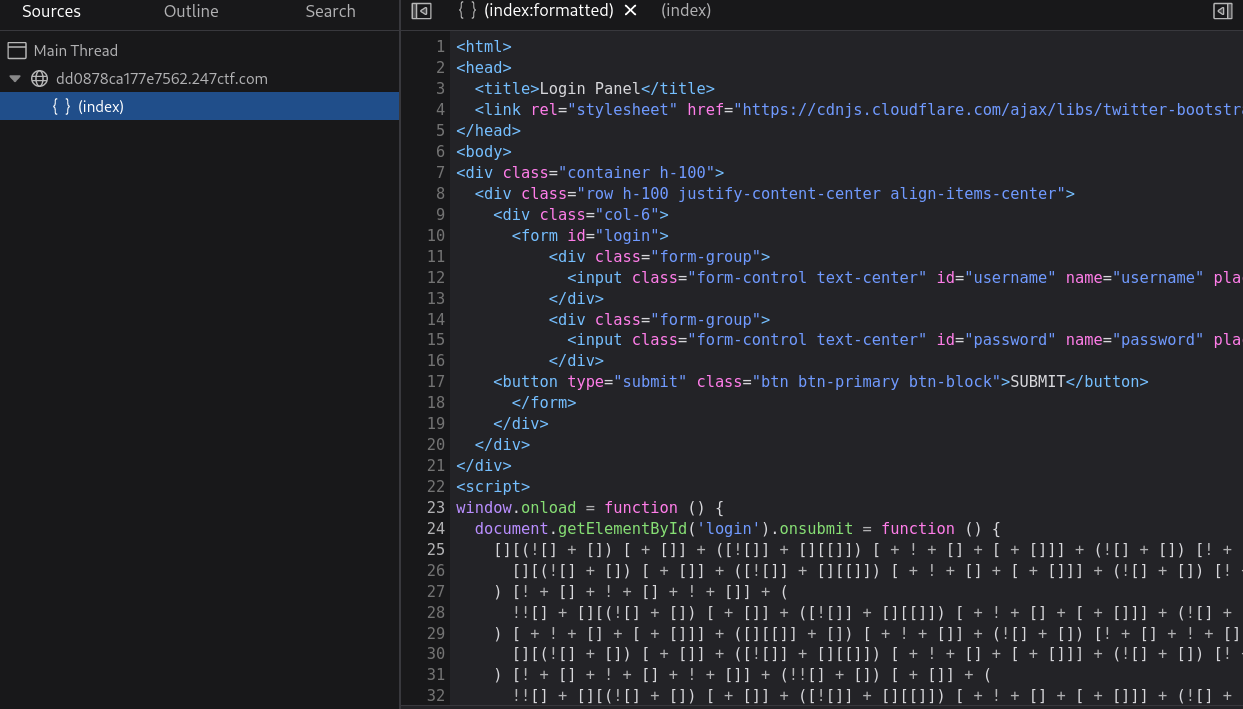 Sources Outline Search
{ } (index:formatted) ✕ (index)
Main Thread
dd0878ca177e7562.247ctf.com
{ } (index)
1 <html>
2 <head>
3 <title>Login Panel</title>
4 <link rel="stylesheet" href="https://cdnjs.cloudflare.com/ajax/libs/twitter-bootstra
5 </head>
6 <body>
7 <div class="container h-100">
8 <div class="row h-100 justify-content-center align-items-center">
9 <div class="col-6">
10 <form id="login">
11 <div class="form-group">
12 <input class="form-control text-center" id="username" name="username" pla
13 </div>
14 <div class="form-group">
15 <input class="form-control text-center" id="password" name="password" pla
16 </div>
17 <button type="submit" class="btn btn-primary btn-block">SUBMIT</button>
18 </form>
19 </div>
20 </div>
21 </div>
22 <script>
23 window.onload = function () {
24 document.getElementById('login').onsubmit = function () {
25 [][(![] + []) [ + []] + ([![]] + [][[]]) [ + ! + [] + [ + []]] + (![] + []) [! +
26 [][(![] + []) [ + []] + ([![]] + [][[]]) [ + ! + [] + [ + []]] + (![] + []) [! +
27 ) [! + [] + ! + [] + ! + []] + (
28 !![] + [][(![] + []) [ + []] + ([![]] + [][[]]) [ + ! + [] + [ + []]] + (![] +
29 ) [ + ! + [] + [ + []]] + ([][[]] + []) [ + ! + []] + (![] + []) [! + [] + ! + []
30 [][(![] + []) [ + []] + ([![]] + [][[]]) [ + ! + [] + [ + []]] + (![] + []) [! +
31 ) [! + [] + ! + [] + ! + []] + (!![] + []) [ + []] + (
32 !![] + [][(![] + []) [ + []] + ([![]] + [][[]]) [ + ! + [] + [ + []]] + (![] +